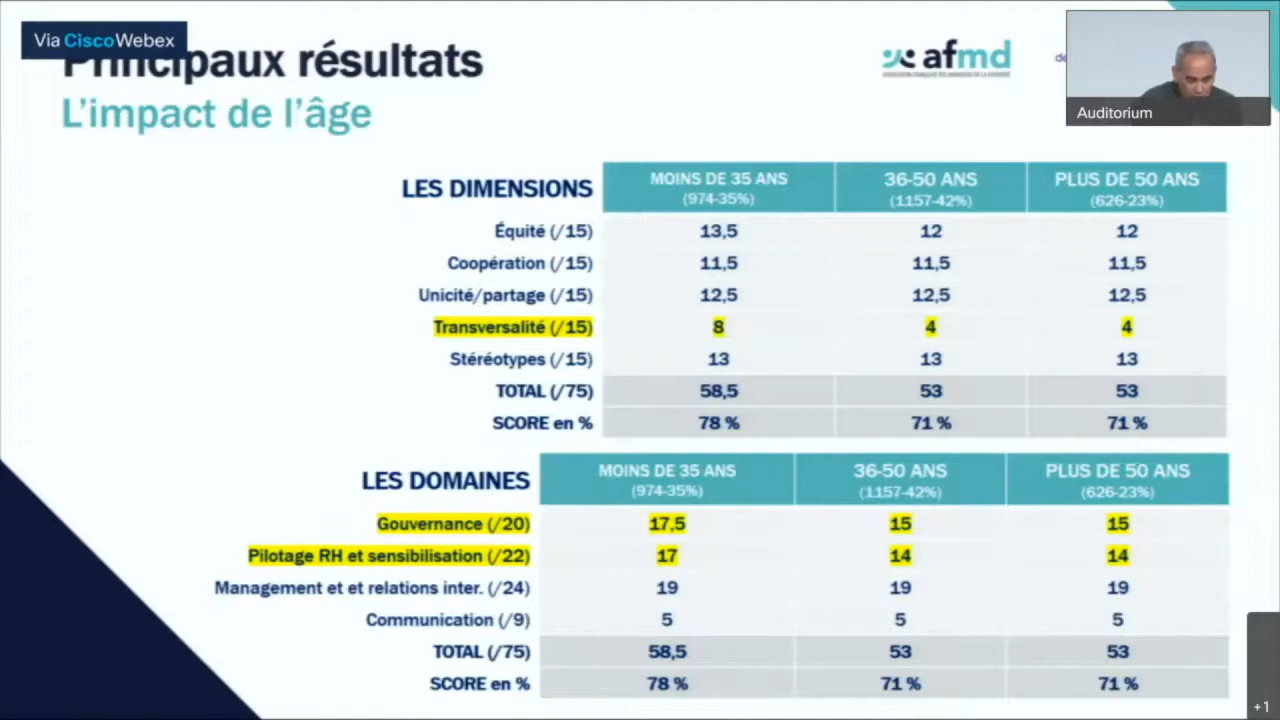 Via CiscoWebex
Principaux résultats
L'impact de l'âge
afmd
de
Auditorium
LES DIMENSIONS MOINS DE 35 ANS (974-35%) 36-50 ANS (1157-42%) PLUS DE 50 ANS (626-23%)
Équité (/15) 13,5 12 12
Coopération (/15) 11,5 11,5 11,5
Unicité/partage (/15) 12,5 12,5 12,5
Transversalité (/15) 8 4 4
Stéréotypes (/15) 13 13 13
TOTAL (/75) 58,5 53 53
SCORE en % 78 % 71 % 71 %
LES DOMAINES MOINS DE 35 ANS (974-35%) 36-50 ANS (1157-42%) PLUS DE 50 ANS (626-23%)
Gouvernance (/20) 17,5 15 15
Pilotage RH et sensibilisation (/22) 17 14 14
Management et et relations inter. (/24) 19 19 19
Communication (/9) 5 5 5
TOTAL (/75) 58,5 53 53
SCORE en % 78 % 71 % 71 %
+1